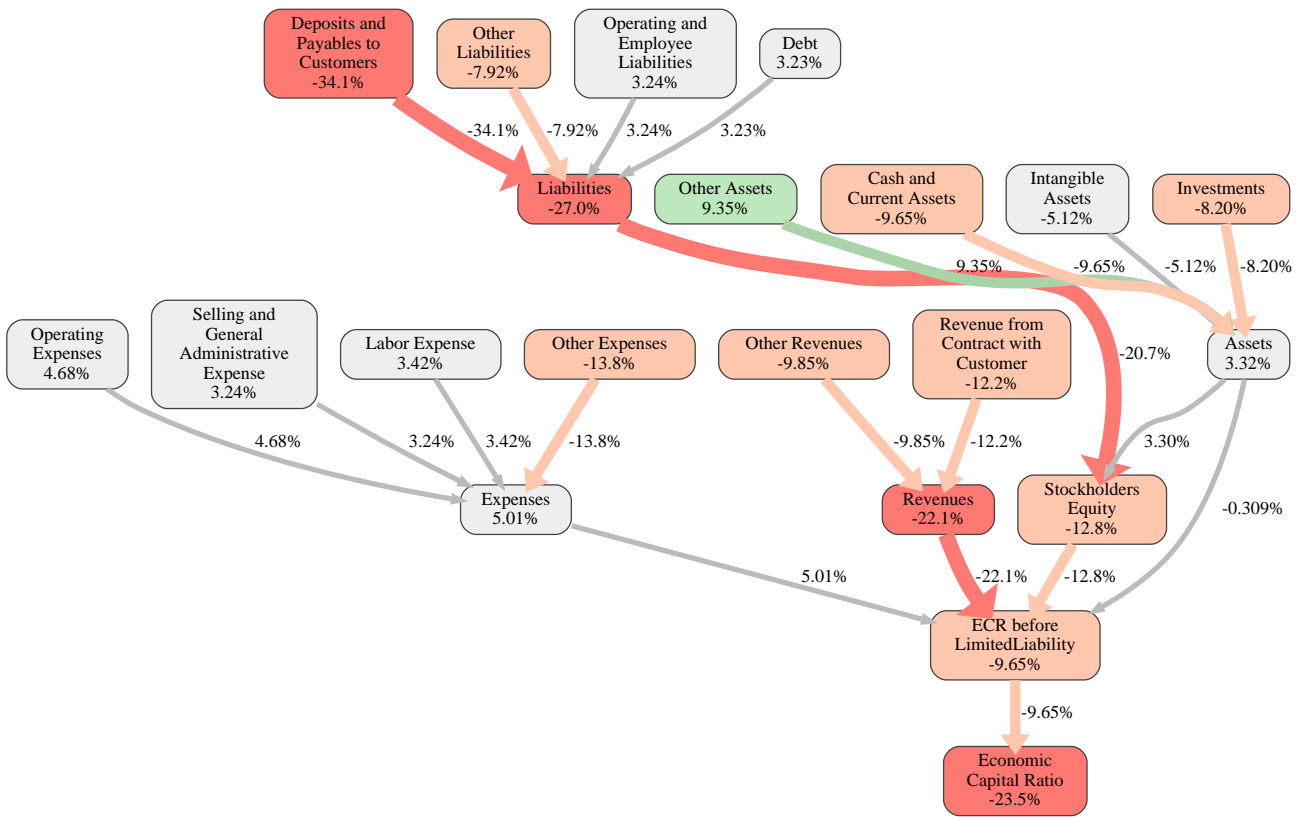 Deposits and
Payables to
Customers
-34.1%
Other
Liabilities
-7.92%
Operating and
Employee
Liabilities
3.24%
Debt
3.23%
-34.1%
-7.92%
3.24%
3.23%
Liabilities
-27.0%
Other Assets
9.35%
Cash and
Current Assets
-9.65%
Intangible
Assets
-5.12%
Investments
-8.20%
9.35%
-9.65%
-5.12%
-8.20%
Operating
Expenses
4.68%
Selling and
General
Administrative
Expense
3.24%
Labor Expense
3.42%
Other Expenses
-13.8%
Other Revenues
-9.85%
Revenue from
Contract with
Customer
-12.2%
-20.7%
Assets
3.32%
4.68%
3.24%
3.42%
-13.8%
-9.85%
-12.2%
3.30%
Expenses
5.01%
Revenues
-22.1%
Stockholders
Equity
-12.8%
-0.309%
5.01%
-22.1%
-12.8%
ECR before
LimitedLiability
-9.65%
-9.65%
Economic
Capital Ratio
-23.5%